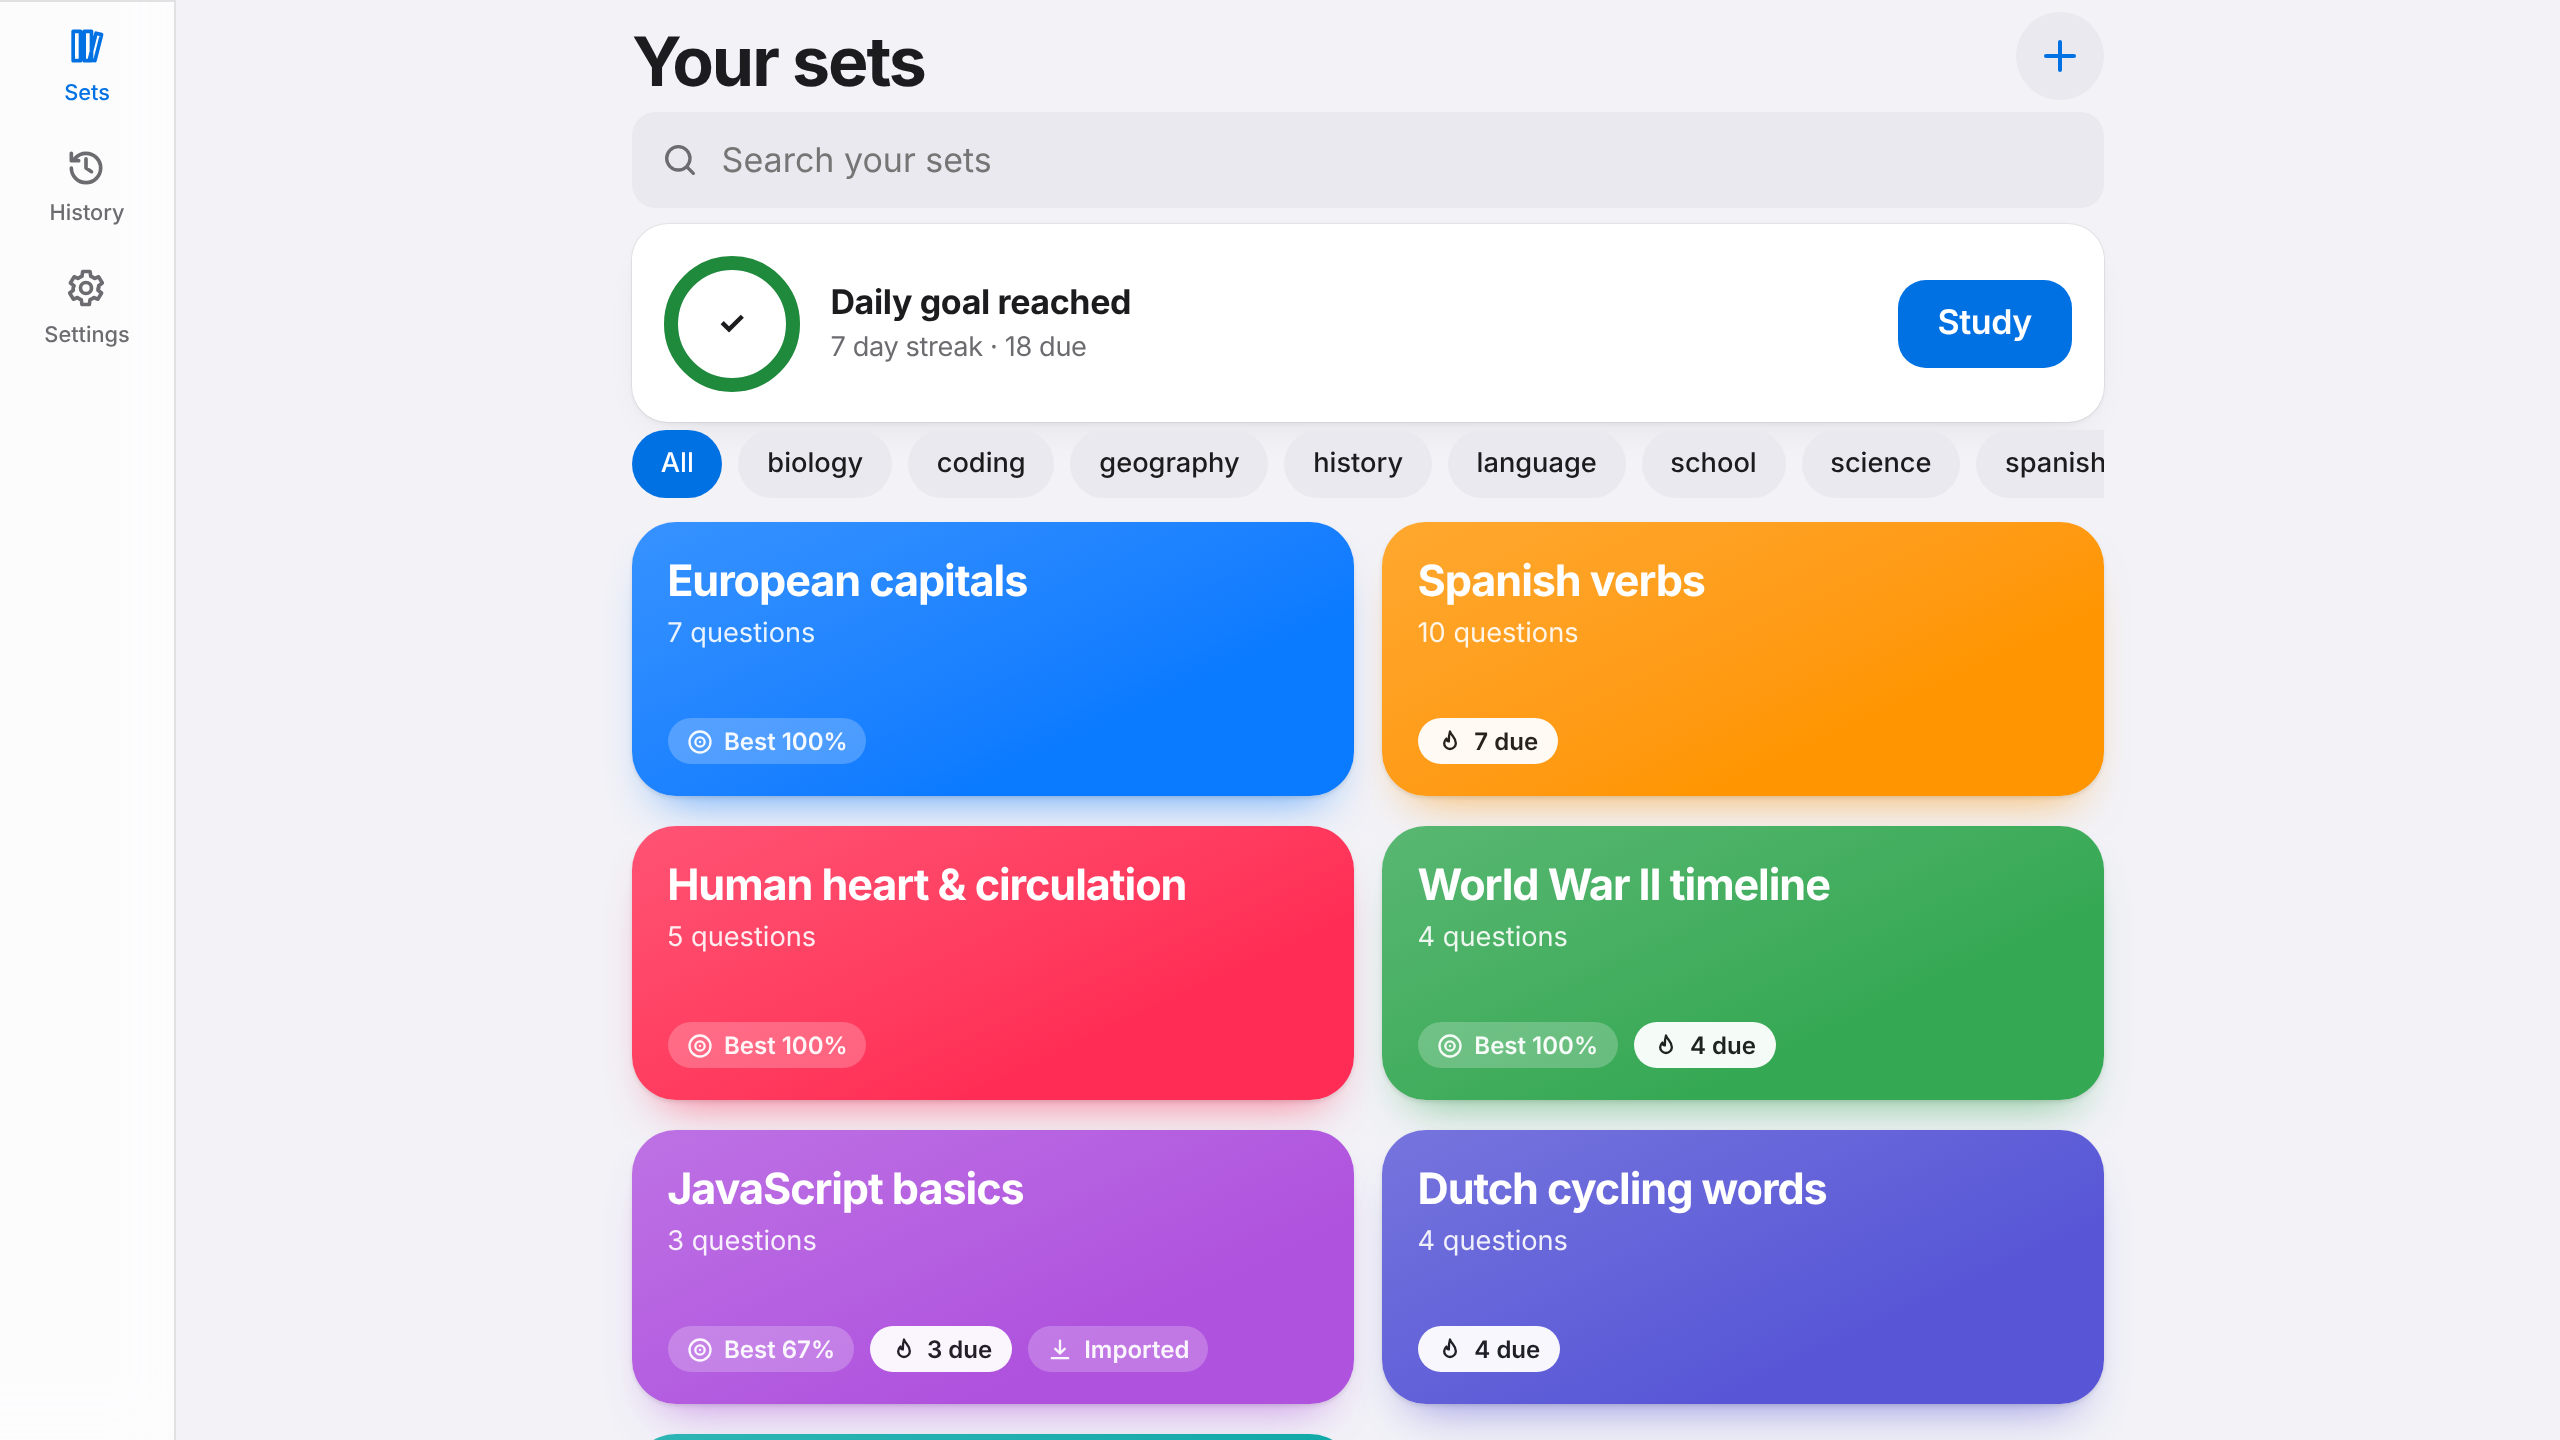 Sets
History
Settings
Your sets
Search your sets
Daily goal reached
7 day streak · 18 due
Study
All
biology
coding
geography
history
language
school
science
spanish
European capitals
7 questions
Best 100%
Spanish verbs
10 questions
7 due
Human heart & circulation
5 questions
Best 100%
World War II timeline
4 questions
Best 100%
4 due
JavaScript basics
3 questions
Best 67%
3 due
Imported
Dutch cycling words
4 questions
4 due